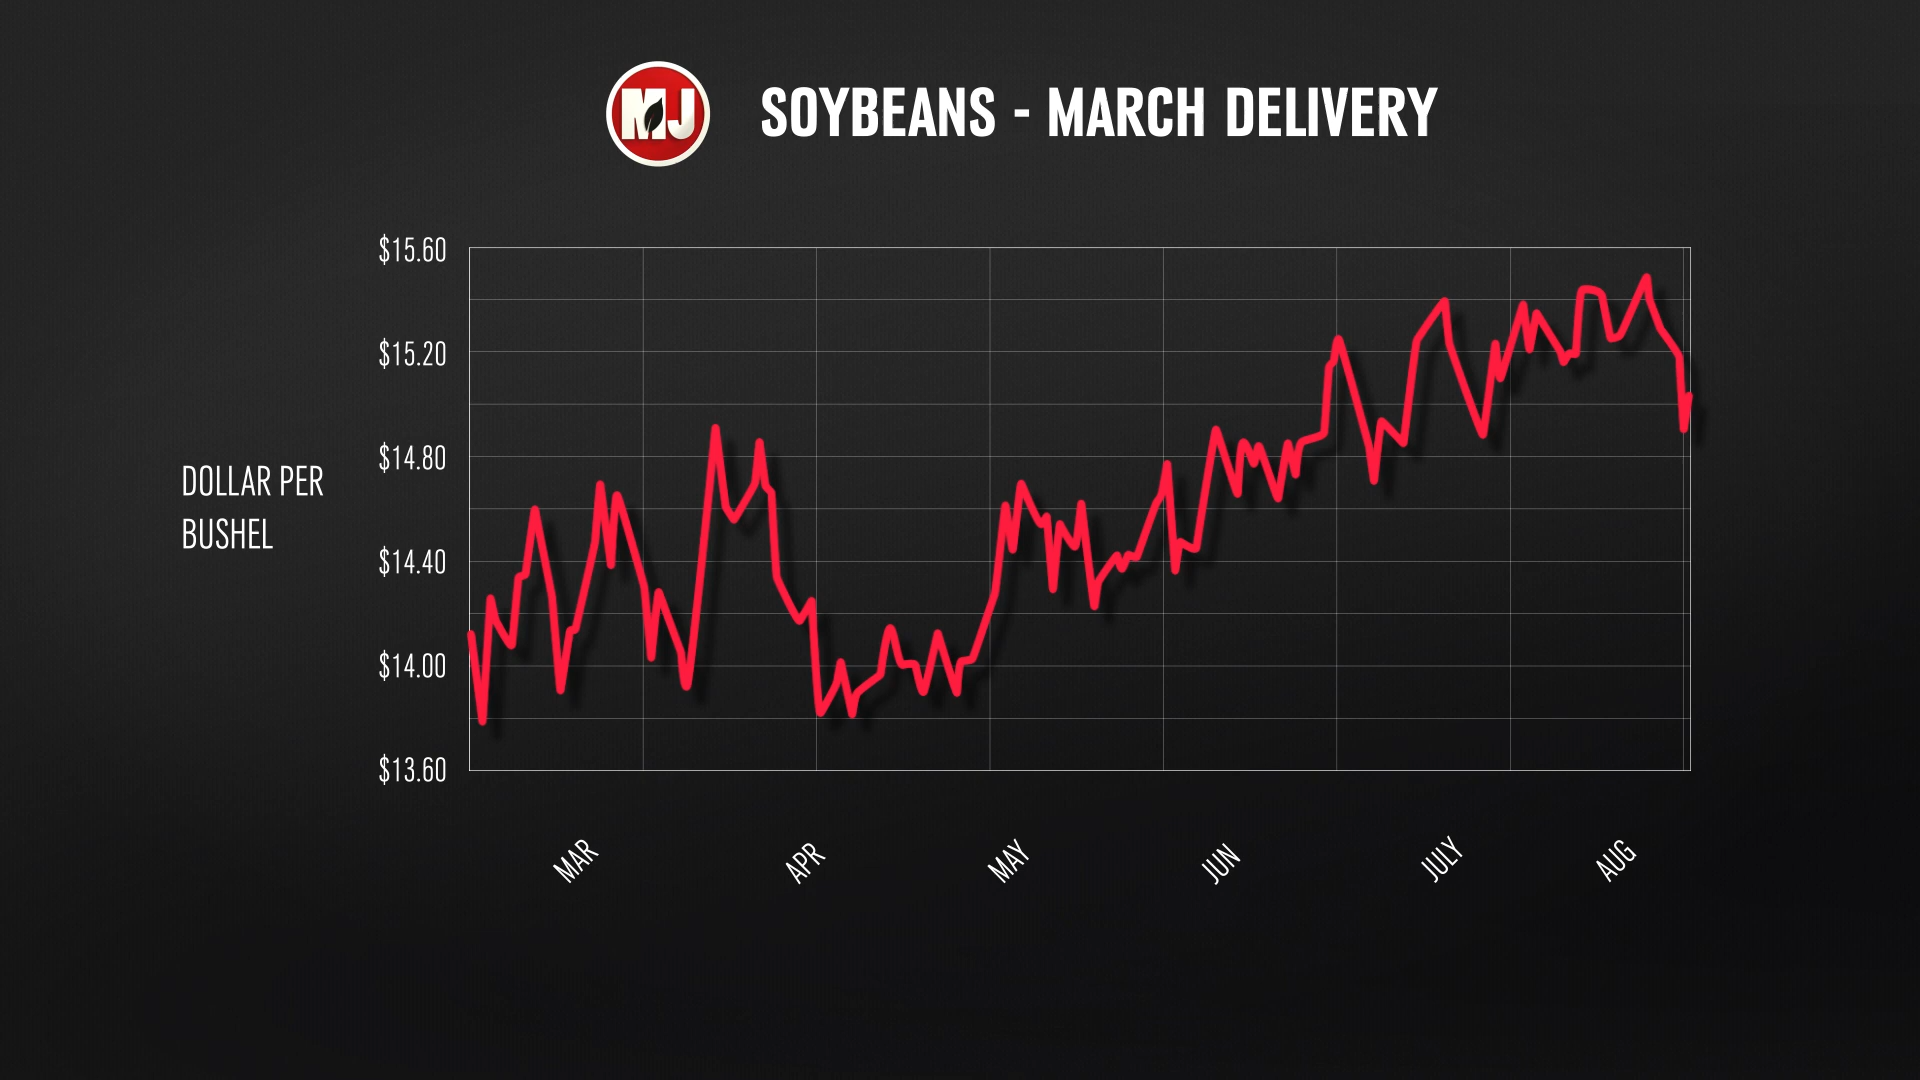 MJ
SOYBEANS - MARCH DELIVERY
$15.60
$15.20
$14.80
$14.40
$14.00
$13.60
DOLLAR PER
BUSHEL
MAR
APR
MAY
JUN
JULY
AUG